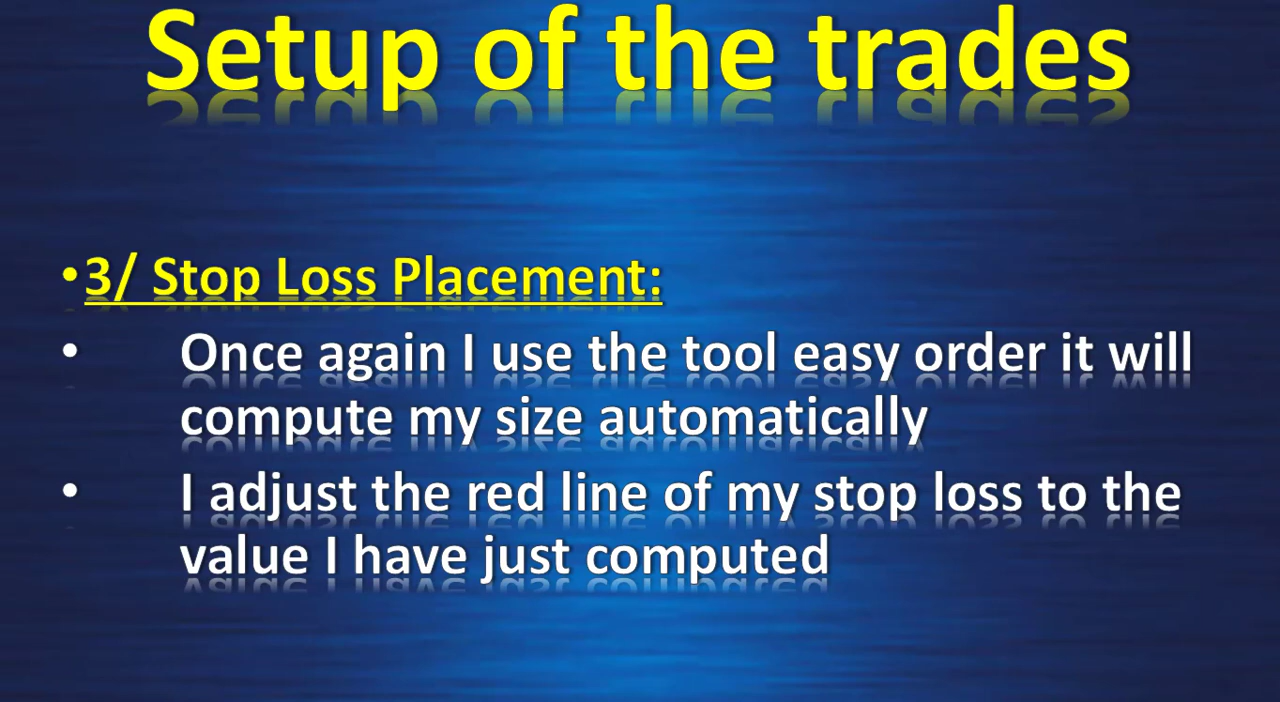 Setup of the trades
•3/ Stop Loss Placement:
• Once again I use the tool easy order it will
compute my size automatically
• I adjust the red line of my stop loss to the
value I have just computed